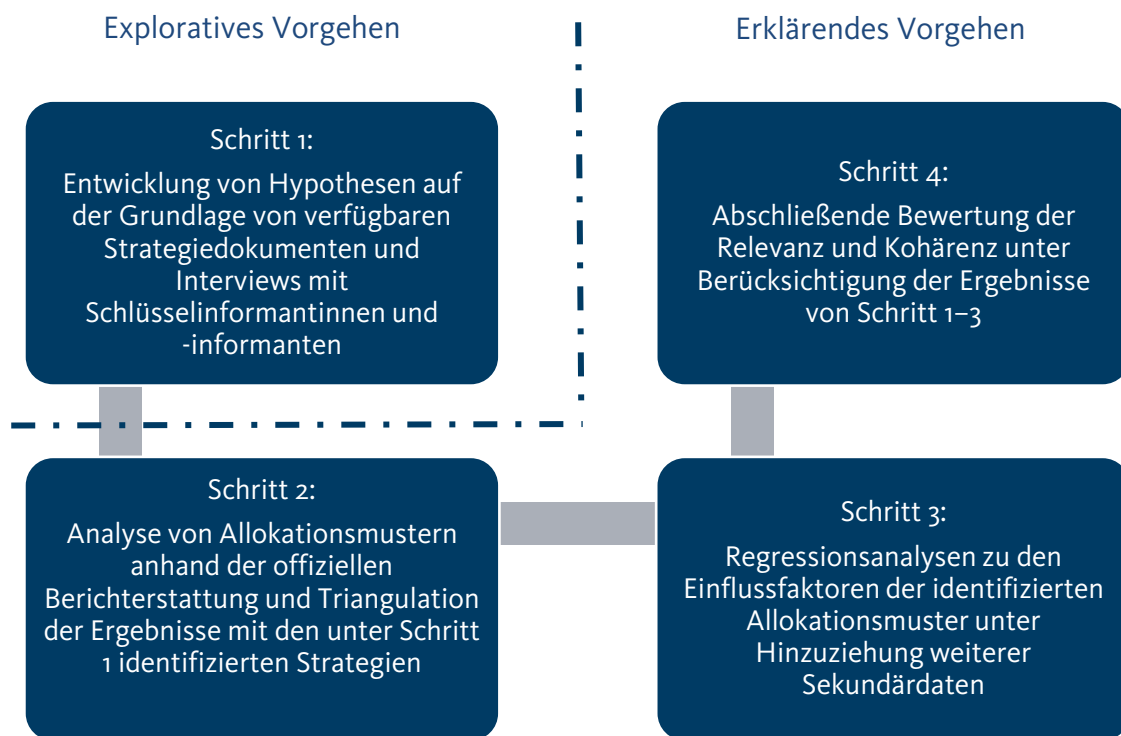 Exploratives Vorgehen
Erklärendes Vorgehen
Schritt 1:
Entwicklung von Hypothesen auf
der Grundlage von verfügbaren
Strategiedokumenten und
Interviews mit
Schlüsselinformantinnen und
-informanten
Schritt 2:
Analyse von Allokationsmustern
anhand der offiziellen
Berichterstattung und Triangulation
der Ergebnisse mit den unter Schritt
1 identifizierten Strategien
Schritt 3:
Regressionsanalysen zu den
Einflussfaktoren der identifizierten
Allokationsmuster unter
Hinzuziehung weiterer
Sekundärdaten
Schritt 4:
Abschließende Bewertung der
Relevanz und Kohärenz unter
Berücksichtigung der Ergebnisse
von Schritt 1–3